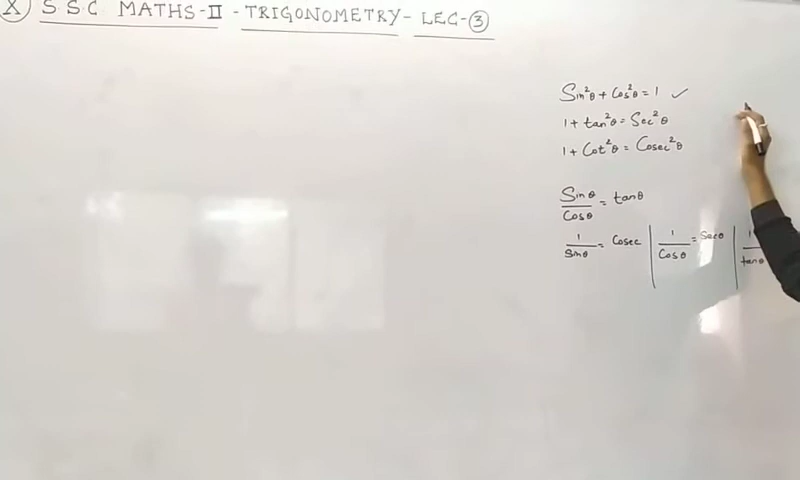 X S S C MATHS-II - TRIGONOMETRY - LEC-3
Sin²θ + Cos²θ = 1 ✓
1 + tan²θ = Sec²θ
1 + Cot²θ = Cosec²θ
Sinθ/Cosθ = tanθ
1/Sinθ = Cosec | 1/Cosθ = Secθ | 1/tanθ